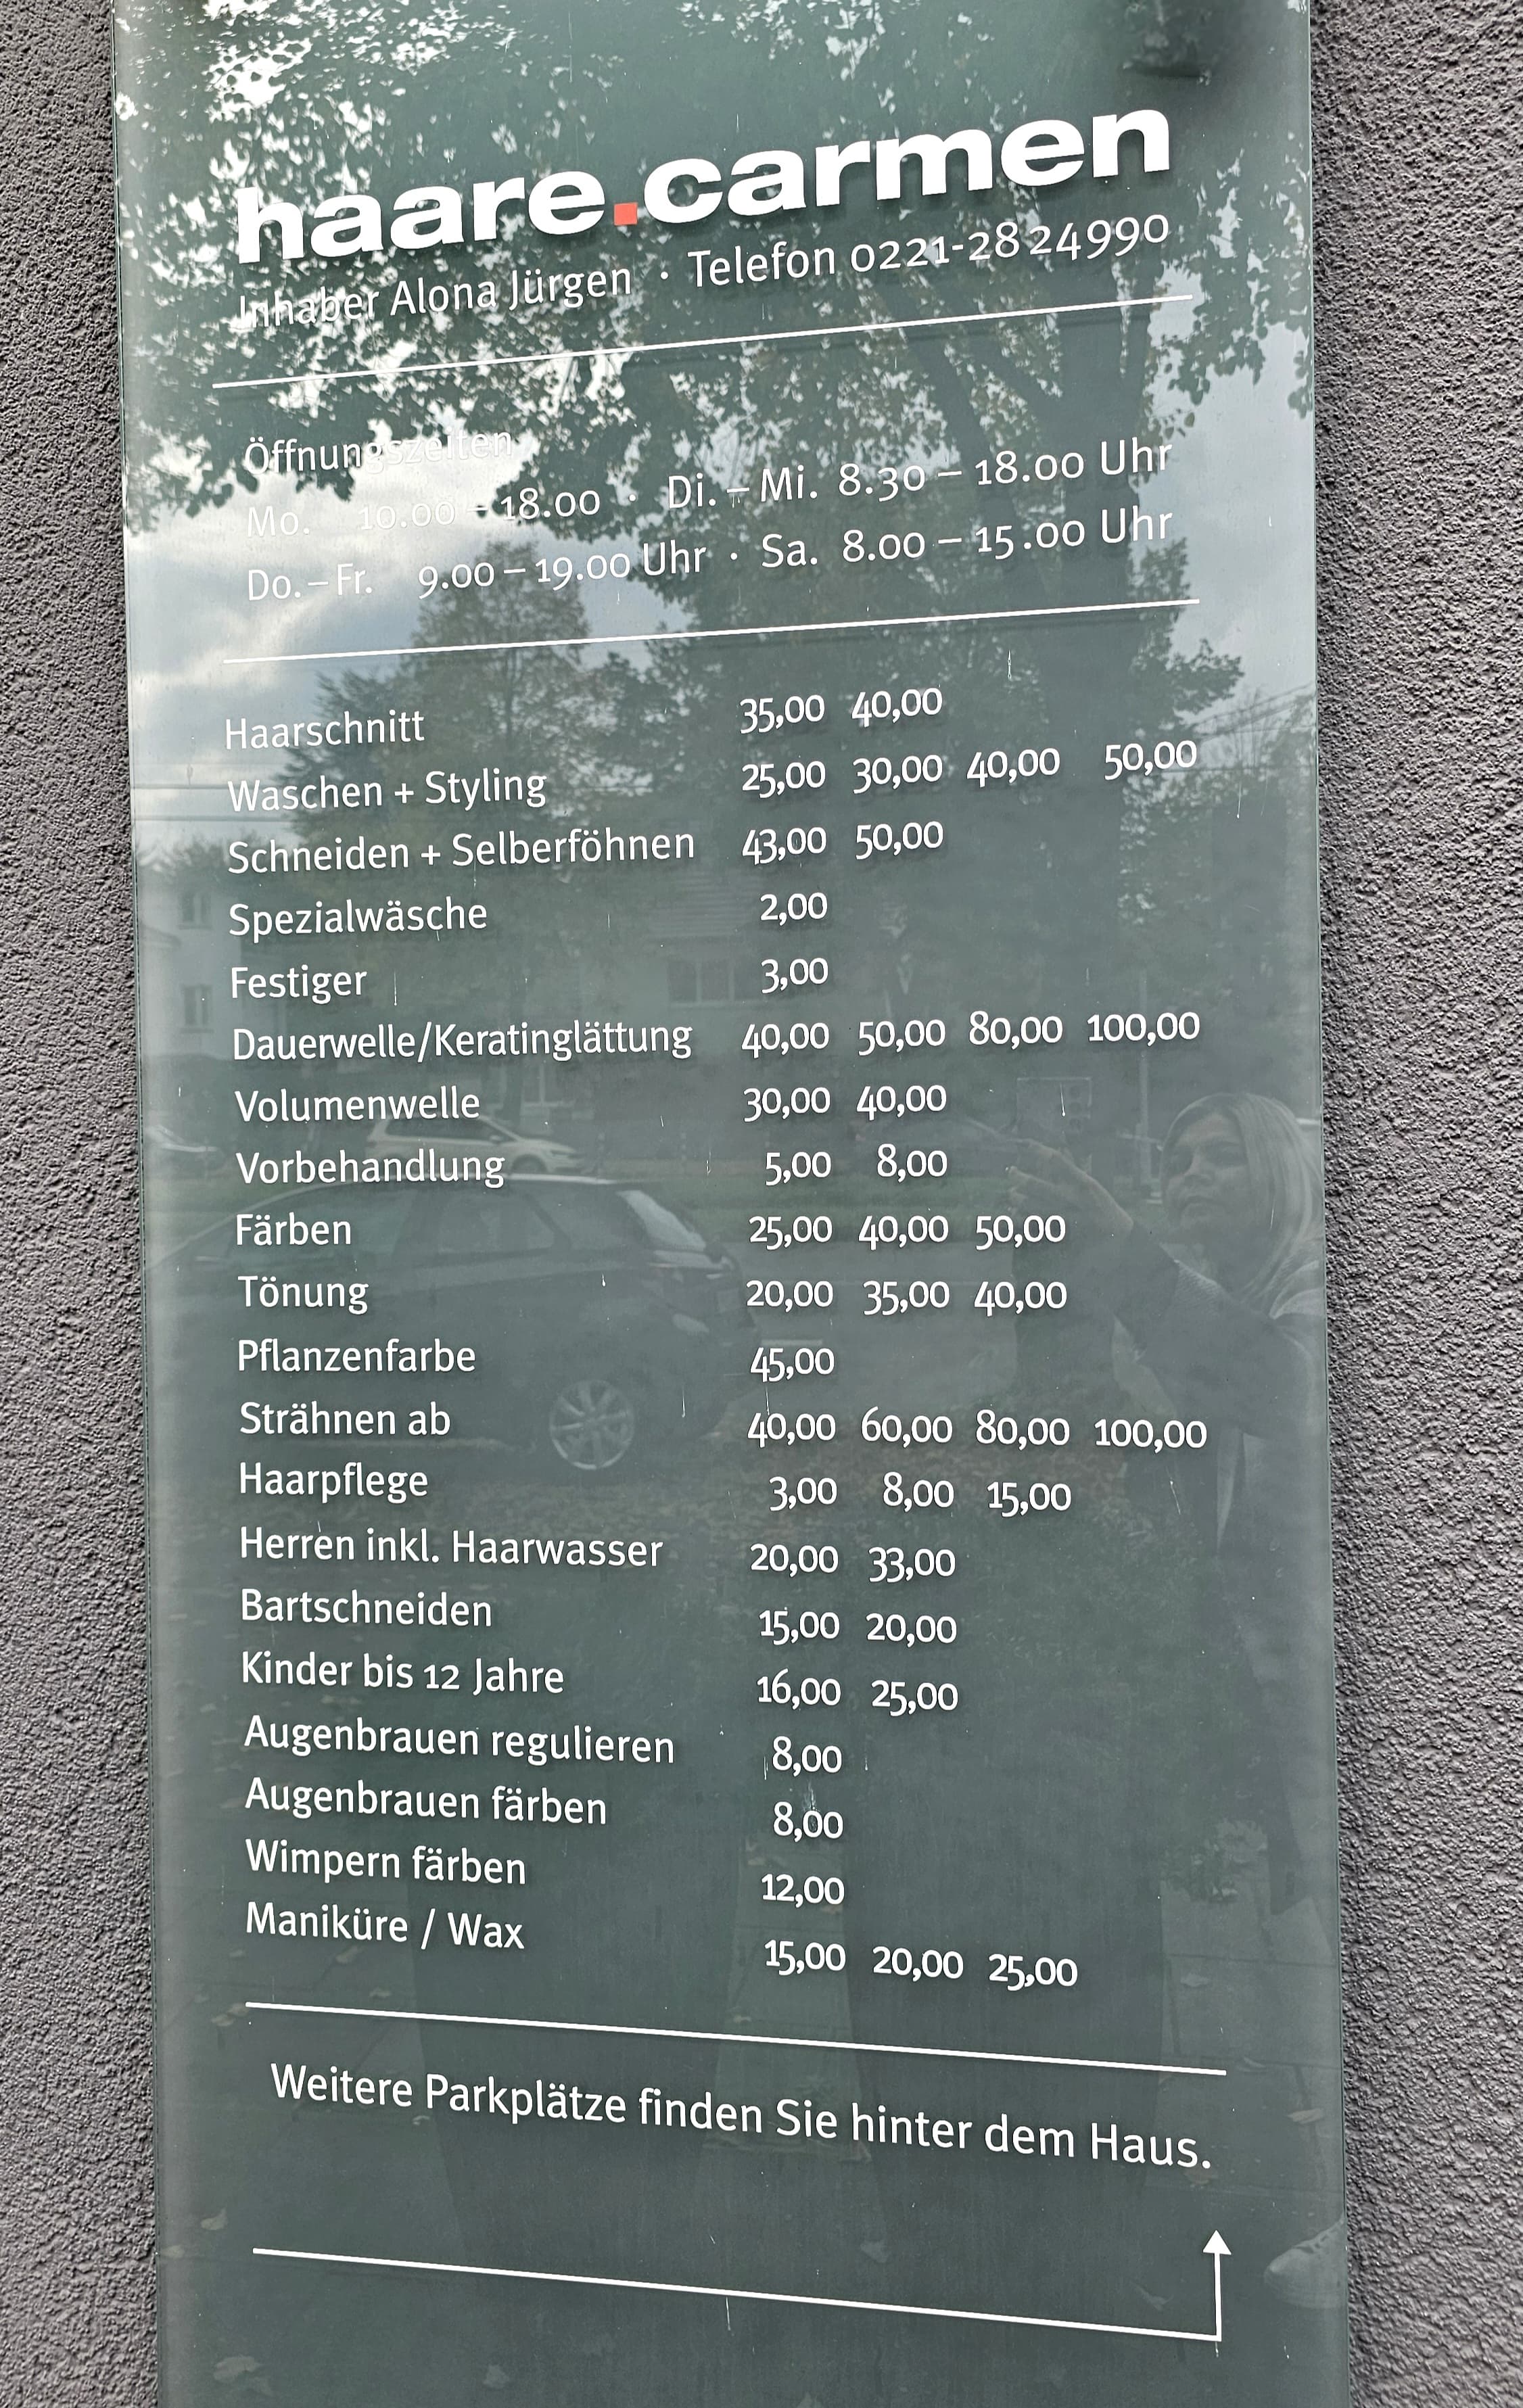 haare.carmen
Inhaber Alona Jürgen · Telefon 0221-28 24 990
Öffnungszeiten
Mo. 10.00 – 18.00 · Di. – Mi. 8.30 – 18.00 Uhr
Do. – Fr. 9.00 – 19.00 Uhr · Sa. 8.00 – 15.00 Uhr
Haarschnitt 35,00 40,00
Waschen + Styling 25,00 30,00 40,00 50,00
Schneiden + Selberföhnen 43,00 50,00
Spezialwäsche 2,00
Festiger 3,00
Dauerwelle/Keratinglättung 40,00 50,00 80,00 100,00
Volumenwelle 30,00 40,00
Vorbehandlung 5,00 8,00
Färben 25,00 40,00 50,00
Tönung 20,00 35,00 40,00
Pflanzenfarbe 45,00
Strähnen ab 40,00 60,00 80,00 100,00
Haarpflege 3,00 8,00 15,00
Herren inkl. Haarwasser 20,00 33,00
Bartschneiden 15,00 20,00
Kinder bis 12 Jahre 16,00 25,00
Augenbrauen regulieren 8,00
Augenbrauen färben 8,00
Wimpern färben 12,00
Maniküre / Wax 15,00 20,00 25,00
Weitere Parkplätze finden Sie hinter dem Haus.